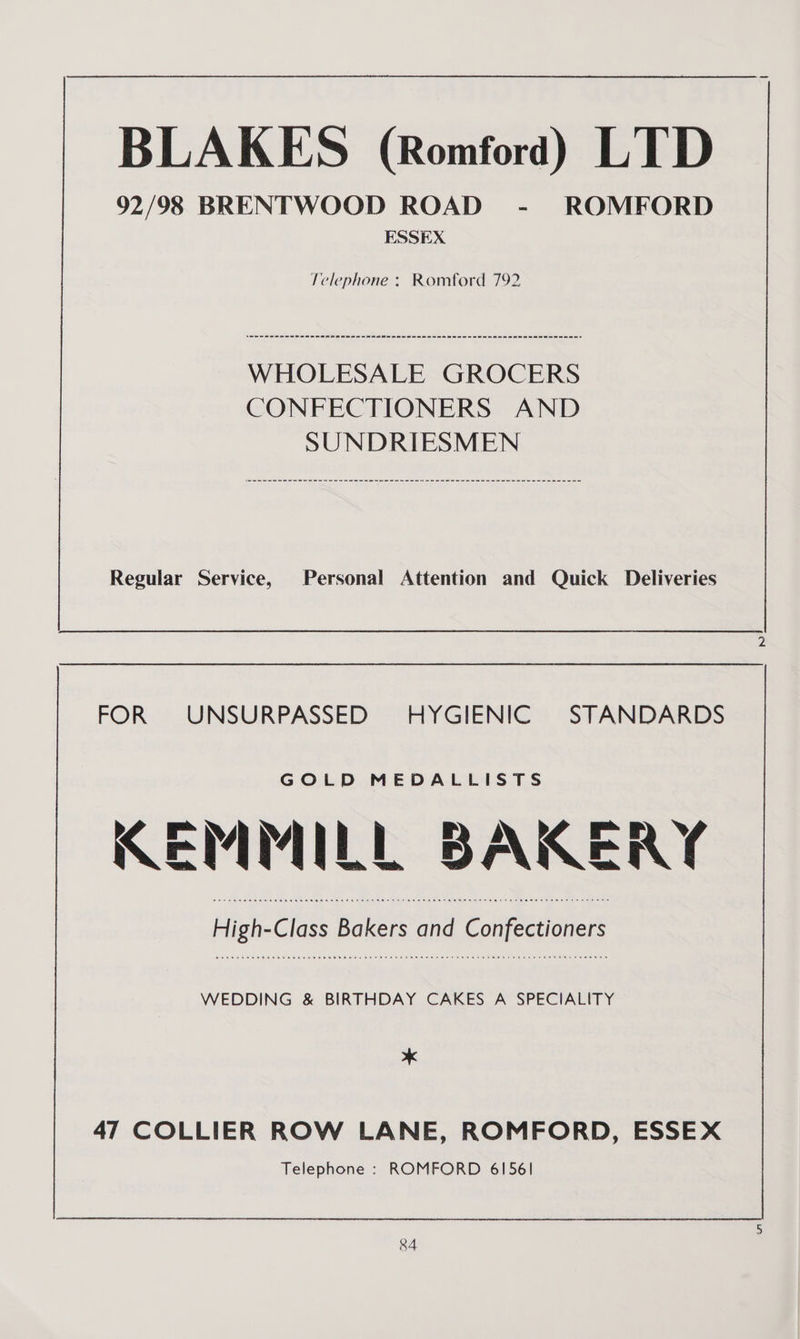 BLAKES (Romford) LTD
92/98 BRENTWOOD ROAD - ROMFORD
ESSEX
Telephone : Romford 792
WHOLESALE GROCERS
CONFECTIONERS AND
SUNDRIESMEN
Regular Service, Personal Attention and Quick Deliveries
2
FOR UNSURPASSED HYGIENIC STANDARDS
GOLD MEDALLISTS
KEMMILL BAKERY
High-Class Bakers and Confectioners
WEDDING & BIRTHDAY CAKES A SPECIALITY
*
47 COLLIER ROW LANE, ROMFORD, ESSEX
Telephone : ROMFORD 61561
5
84